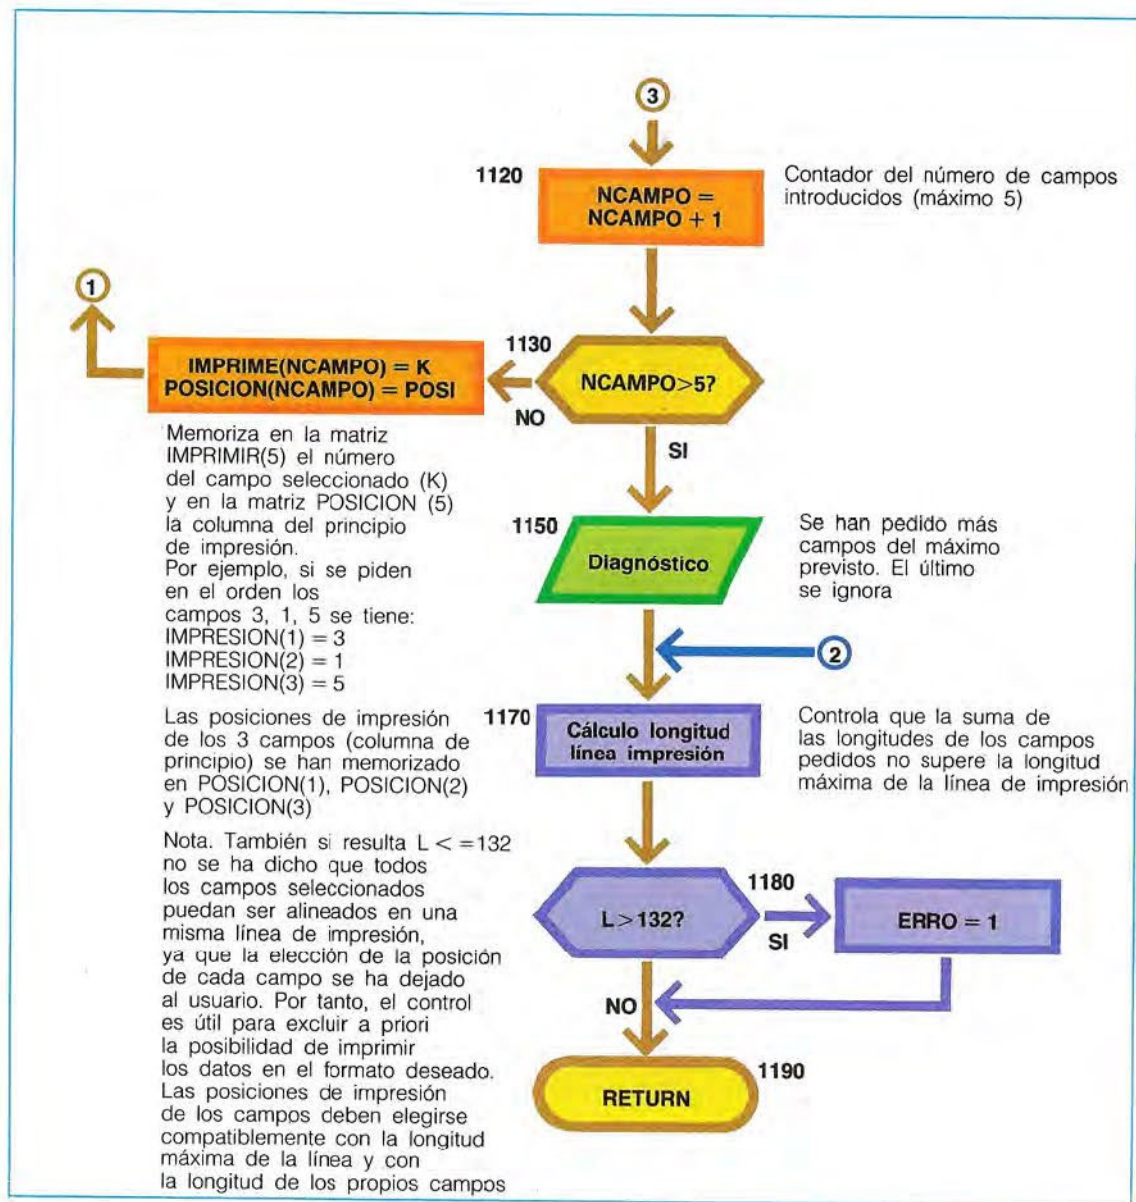 3
1120
NCAMPO =
NCAMPO + 1
Contador del número de campos
introducidos (máximo 5)
1
1130
IMPRIME(NCAMPO) = K
POSICION(NCAMPO) = POSI
NCAMPO>5?
NO
SI
Memoriza en la matriz
IMPRIMIR(5) el número
del campo seleccionado (K)
y en la matriz POSICION (5)
la columna del principio
de impresión.
Por ejemplo, si se piden
en el orden los
campos 3, 1, 5 se tiene:
IMPRESION(1) = 3
IMPRESION(2) = 1
IMPRESION(3) = 5
1150
Diagnóstico
Se han pedido más
campos del máximo
previsto. El último
se ignora
2
Las posiciones de impresión
de los 3 campos (columna de
principio) se han memorizado
en POSICION(1), POSICION(2)
y POSICION(3)
1170
Cálculo longitud
línea impresión
Controla que la suma de
las longitudes de los campos
pedidos no supere la longitud
máxima de la línea de impresión
Nota. También si resulta L < =132
no se ha dicho que todos
los campos seleccionados
puedan ser alineados en una
misma línea de impresión,
ya que la elección de la posición
de cada campo se ha dejado
al usuario. Por tanto, el control
es útil para excluir a priori
la posibilidad de imprimir
los datos en el formato deseado.
Las posiciones de impresión
de los campos deben elegirse
compatiblemente con la longitud
máxima de la línea y con
la longitud de los propios campos
L>132?
1180
SI
ERRO = 1
NO
1190
RETURN